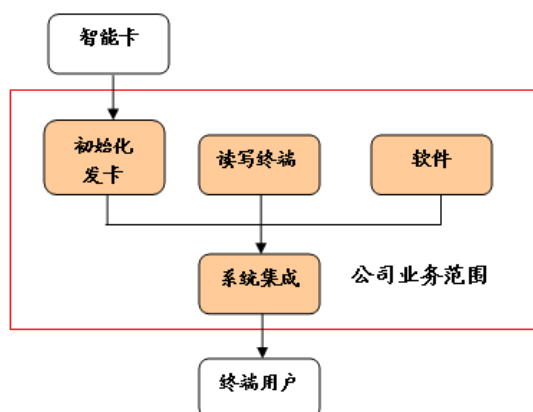 智能卡
初始化
发卡
读写终端
软件
系统集成
公司业务范围
终端用户